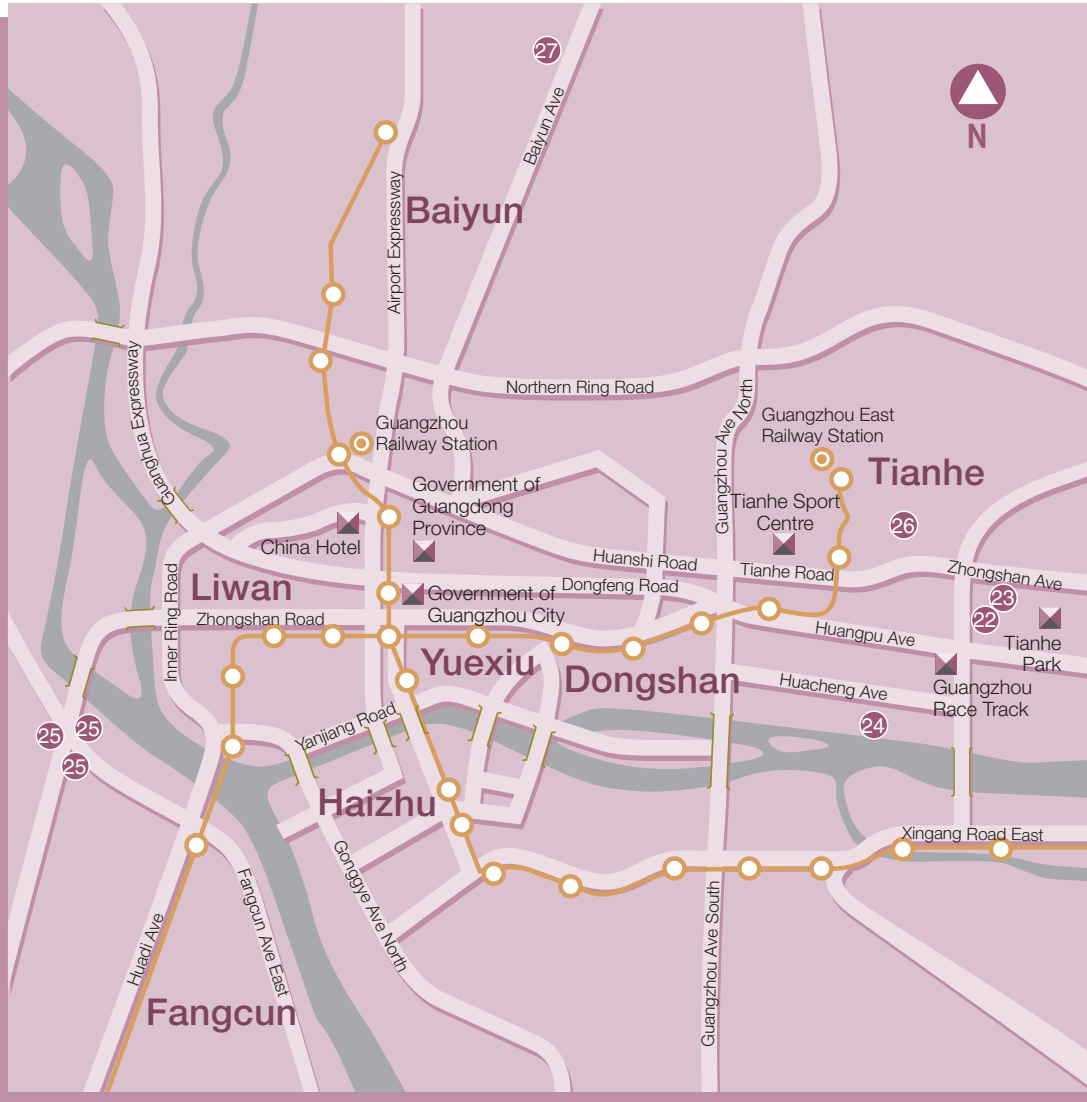 27
N
Baiyun Ave
Baiyun
Airport Expressway
Guanghua Expressway
Northern Ring Road
Guangzhou Ave North
Guangzhou East
Railway Station
Guangzhou
Railway Station
Tianhe
Government of
Guangdong
Province
Tianhe Sport
Centre
26
China Hotel
Huanshi Road
Tianhe Road
Zhongshan Ave
Liwan
Dongfeng Road
Government of
Guangzhou City
23
22
Inner Ring Road
Zhongshan Road
Huangpu Ave
Tianhe
Park
Yuexiu
Dongshan
Huacheng Ave
Guangzhou
Race Track
25
25
25
24
Yanjiang Road
Haizhu
Xingang Road East
Gongye Ave North
Fangcun Ave East
Huadi Ave
Guangzhou Ave South
Fangcun